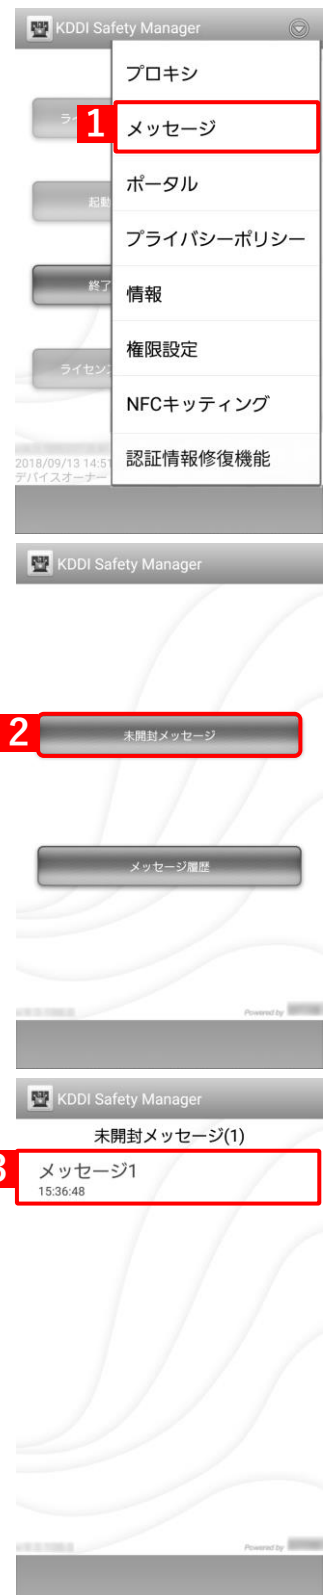 KDDI Safety Manager
プロキシ
1
メッセージ
ポータル
起動
プライバシーポリシー
終了
情報
権限設定
NFCキッティング
2018/09/13 14:51
認証情報修復機能
デバイスオーナー
KDDI Safety Manager
2
未開封メッセージ
メッセージ履歴
Powered by
KDDI Safety Manager
未開封メッセージ(1)
3
メッセージ1
15:36:48
Powered by